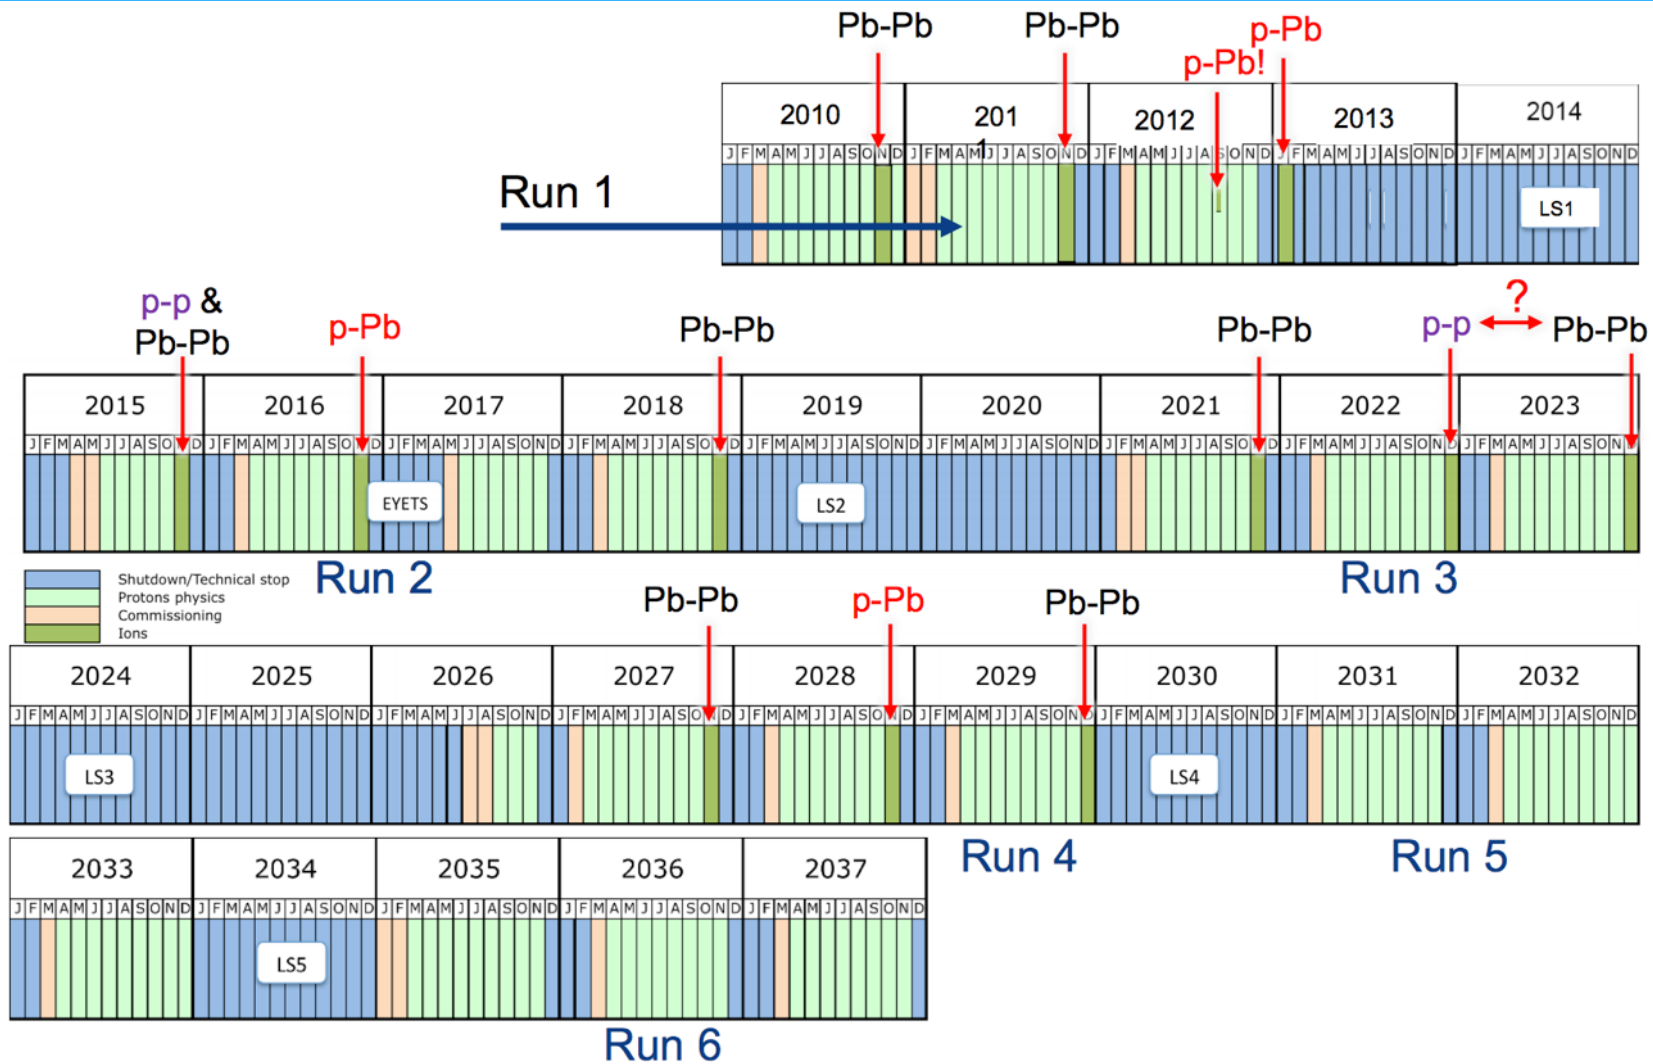 Pb-Pb Pb-Pb p-Pb
p-Pb!
2010 201 2012 2013 2014
1
J F M A M J J A S O N D J F M A M J J A S O N D J F M A M J J A S O N D J F M A M J J A S O N D J F M A M J J A S O N D
Run 1
LS1
p-p &
Pb-Pb
p-Pb
Pb-Pb
Pb-Pb
p-p
?
Pb-Pb
2015 2016 2017 2018 2019 2020 2021 2022 2023
J F M A M J J A S O N D J F M A M J J A S O N D J F M A M J J A S O N D J F M A M J J A S O N D J F M A M J J A S O N D J F M A M J J A S O N D J F M A M J J A S O N D J F M A M J J A S O N D J F M A M J J A S O N D
EYETS
LS2
Run 2
Run 3
Shutdown/Technical stop
Protons physics
Commissioning
Ions
Pb-Pb p-Pb Pb-Pb
2024 2025 2026 2027 2028 2029 2030 2031 2032
J F M A M J J A S O N D J F M A M J J A S O N D J F M A M J J A S O N D J F M A M J J A S O N D J F M A M J J A S O N D J F M A M J J A S O N D J F M A M J J A S O N D J F M A M J J A S O N D J F M A M J J A S O N D
LS3
LS4
Run 4
Run 5
2033 2034 2035 2036 2037
J F M A M J J A S O N D J F M A M J J A S O N D J F M A M J J A S O N D J F M A M J J A S O N D J F M A M J J A S O N D
LS5
Run 6